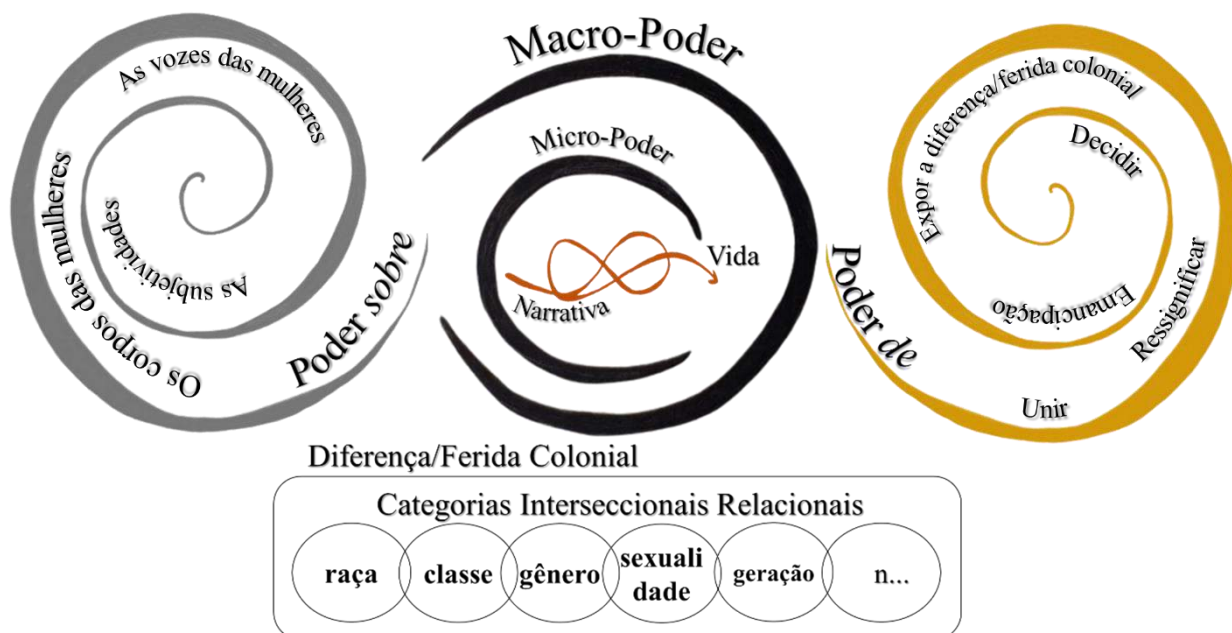 As vozes das mulheres
Os corpos das mulheres
As subjetividades
Poder sobre
Macro-Poder
Micro-Poder
Narrativa
Vida
Poder de
Expor a diferença/ferida colonial
Decidir
Emancipação
Ressignificar
Unir
Diferença/Ferida Colonial
Categorias Interseccionais Relacionais
raça
classe
gênero
sexuali
dade
geração
n...